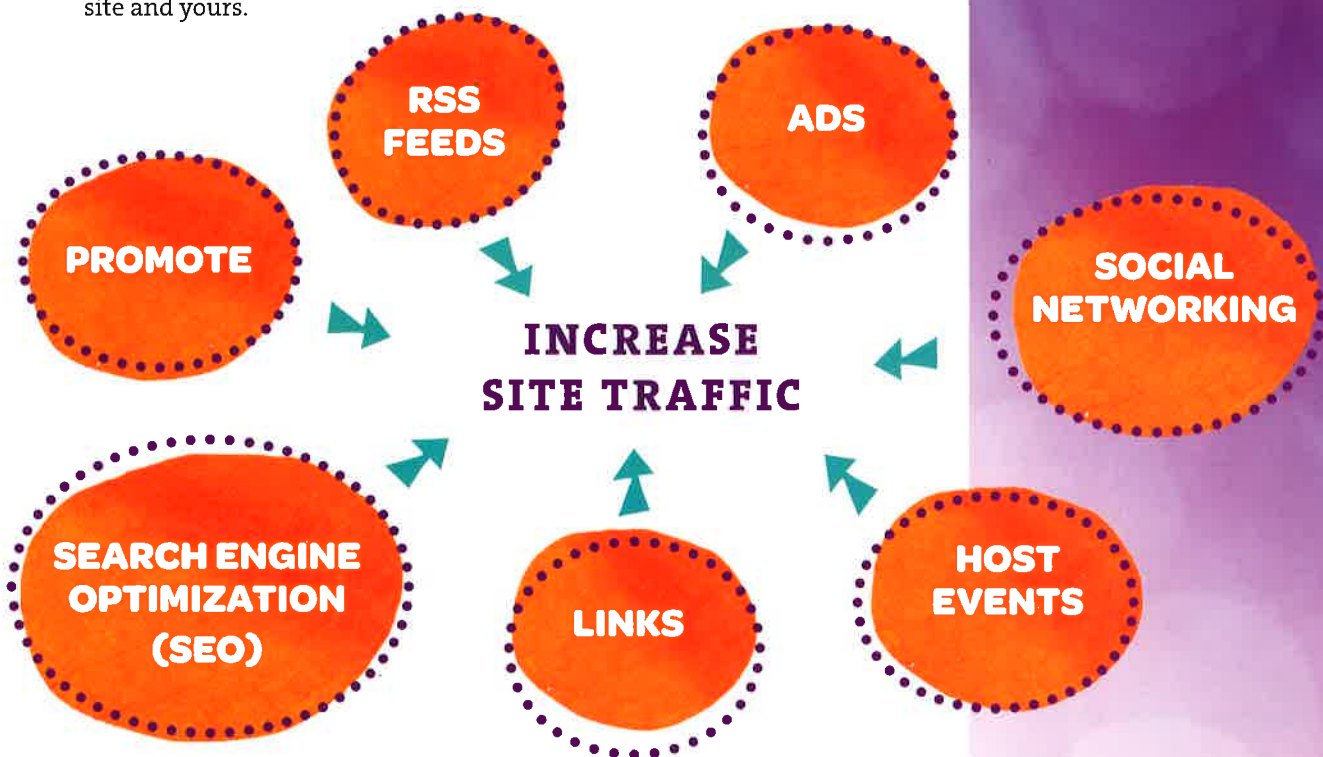 site and yours.
RSS
FEEDS
ADS
PROMOTE
SOCIAL
NETWORKING
INCREASE
SITE TRAFFIC
SEARCH ENGINE
OPTIMIZATION
(SEO)
LINKS
HOST
EVENTS